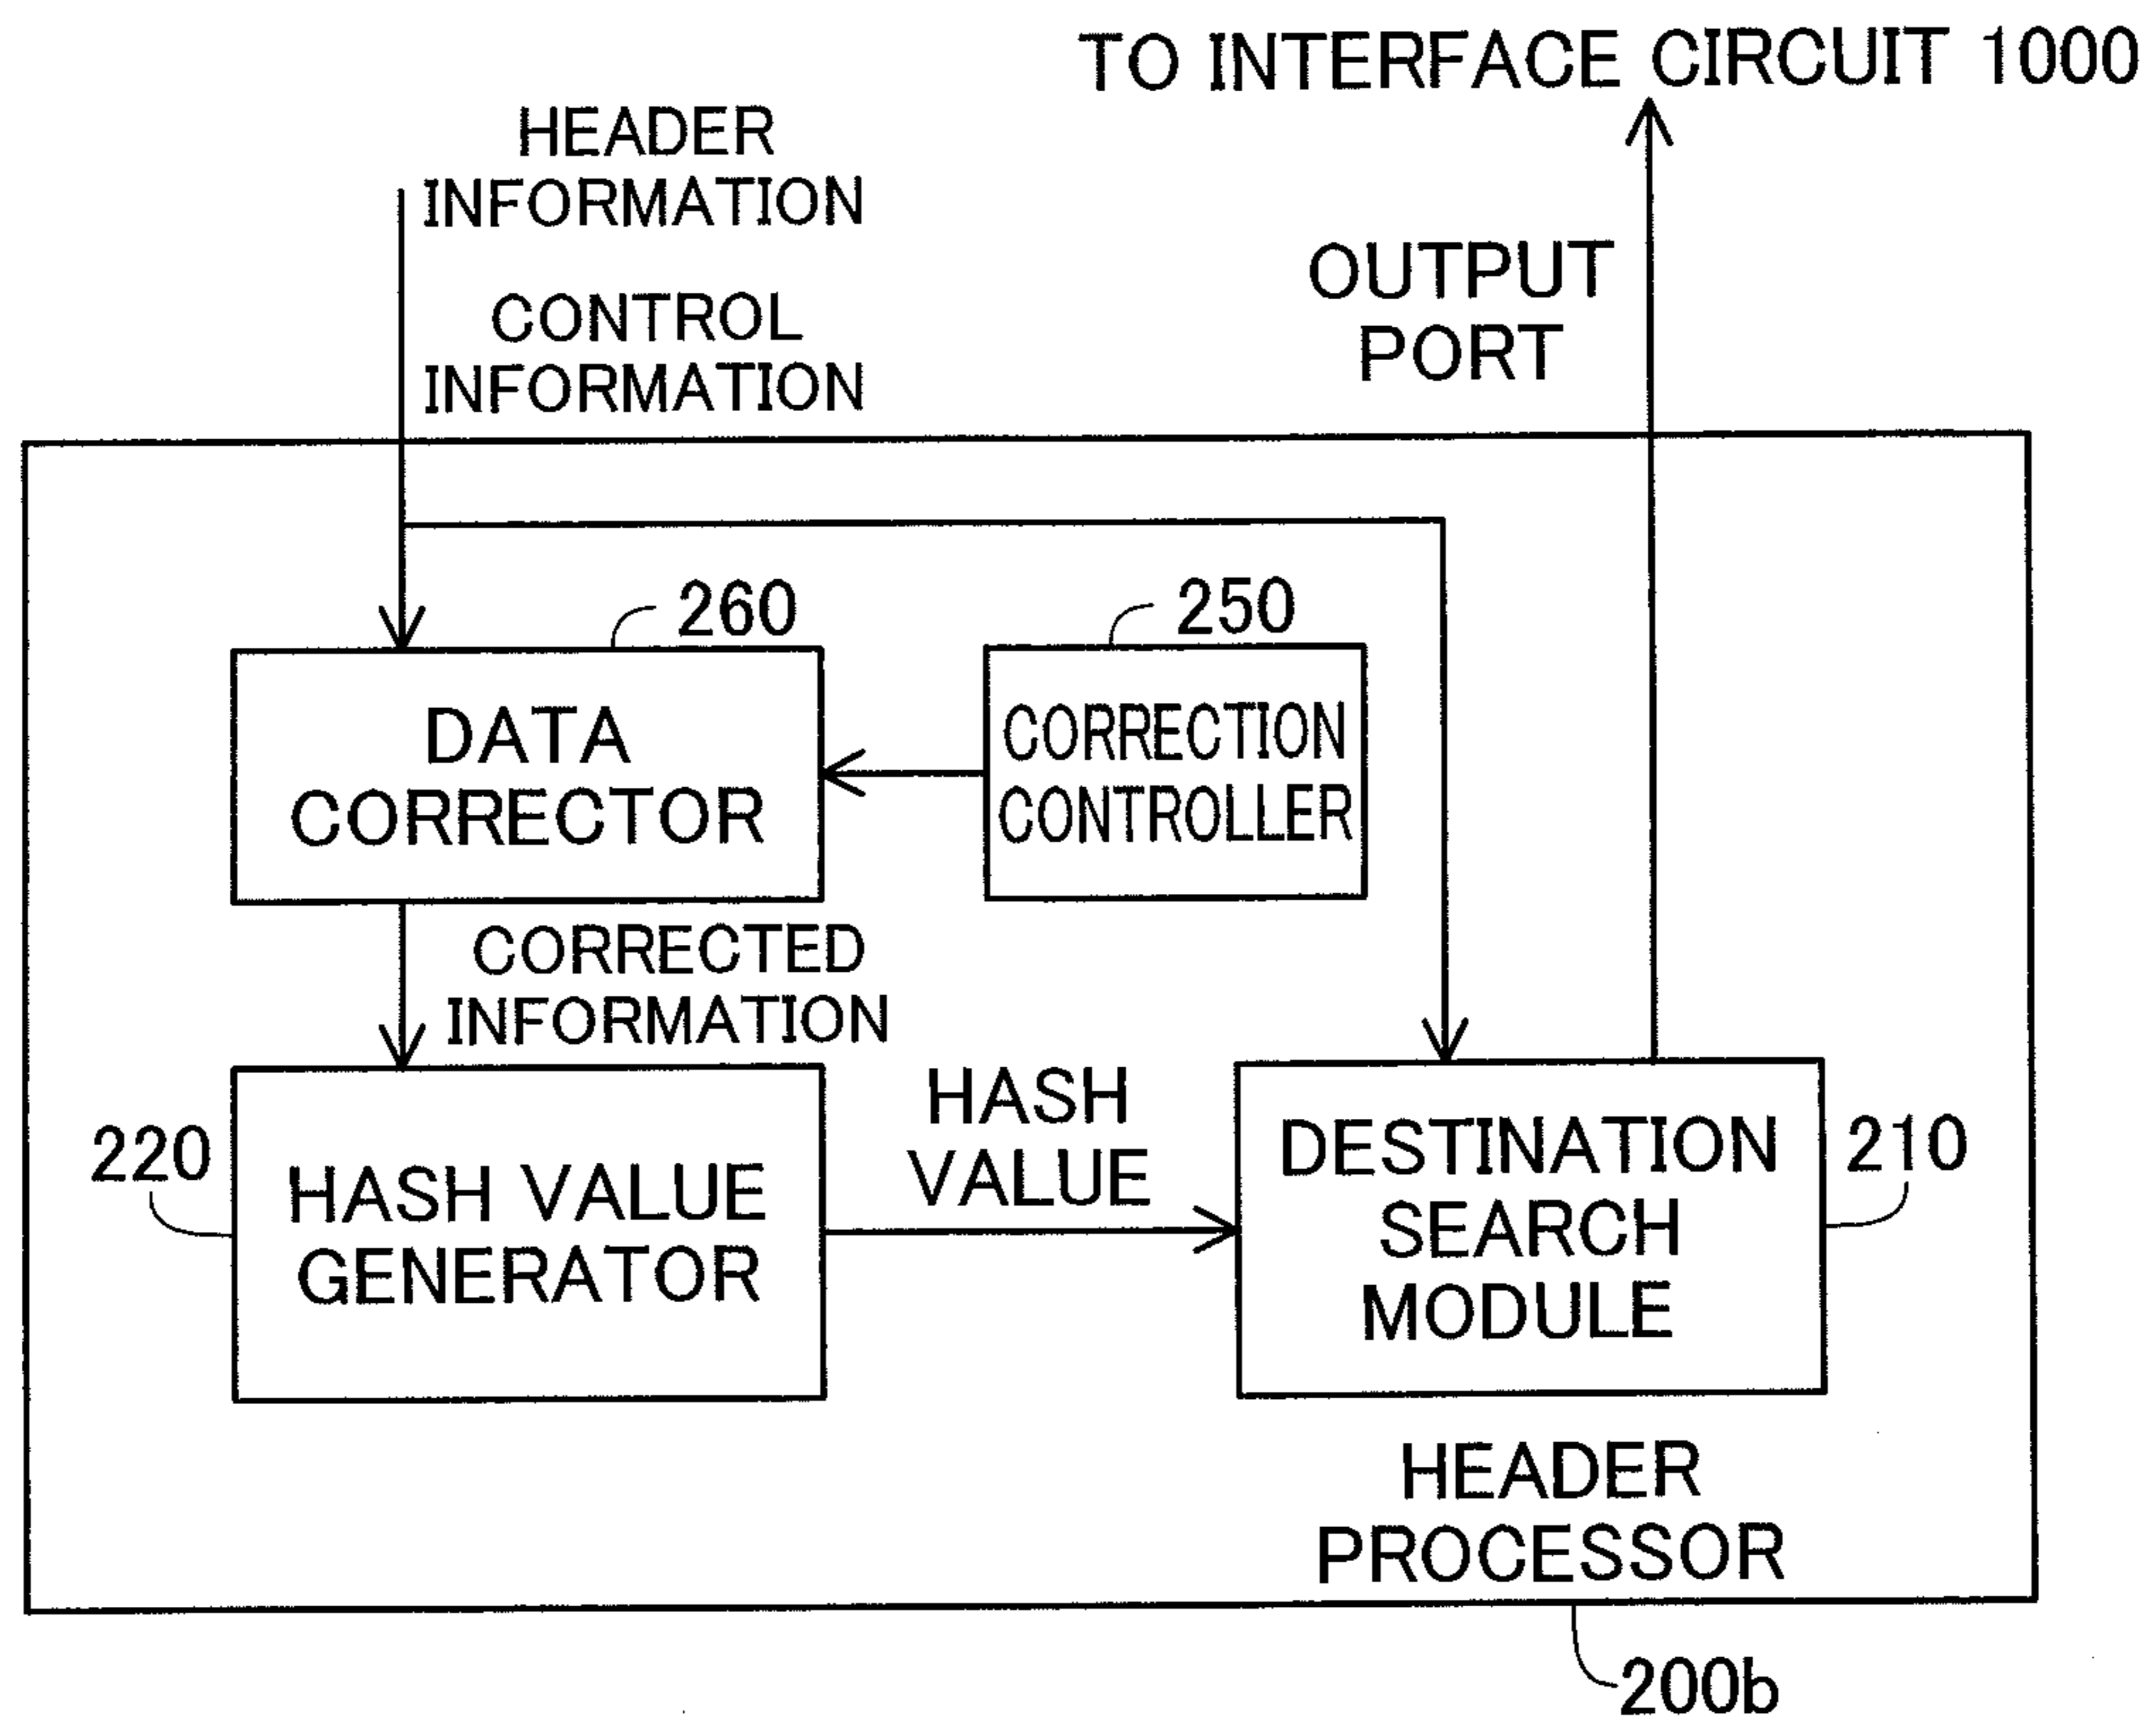 TO INTERFACE CIRCUIT 1000
HEADER
INFORMATION
CONTROL
INFORMATION
OUTPUT
PORT
260
250
DATA
CORRECTOR
CORRECTION
CONTROLLER
CORRECTED
INFORMATION
220
HASH VALUE
GENERATOR
HASH
VALUE
DESTINATION
SEARCH
MODULE
210
HEADER
PROCESSOR
200b